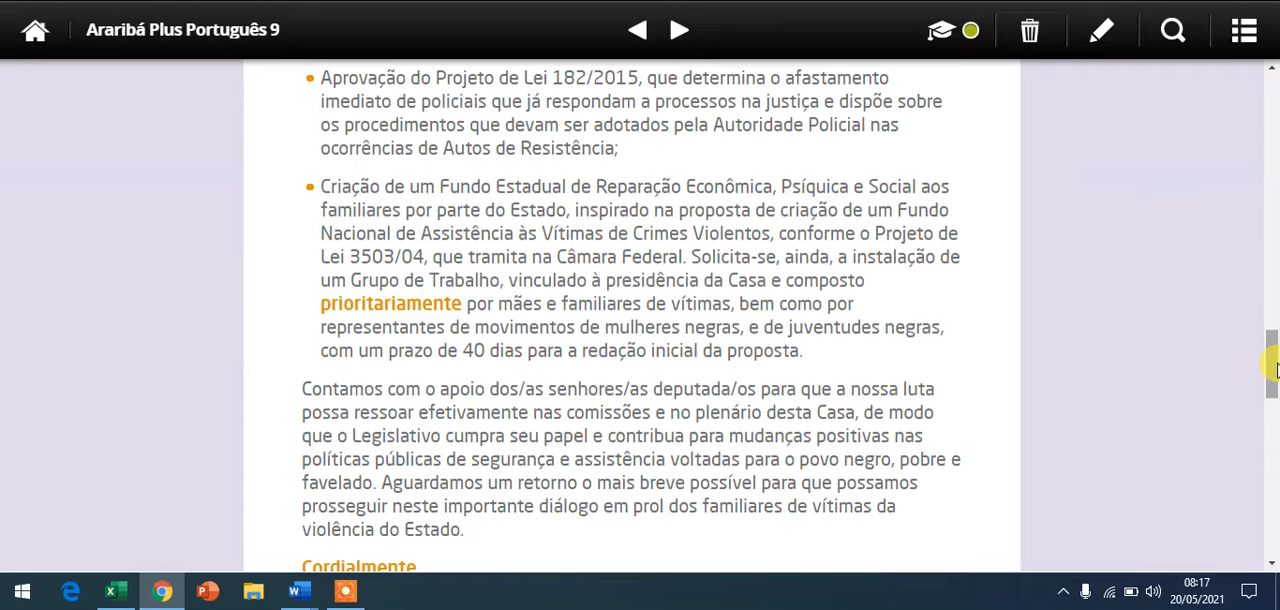 Araribá Plus Português 9
Aprovação do Projeto de Lei 182/2015, que determina o afastamento
imediato de policiais que já respondam a processos na justiça e dispõe sobre
os procedimentos que devam ser adotados pela Autoridade Policial nas
ocorrências de Autos de Resistência;
Criação de um Fundo Estadual de Reparação Econômica, Psíquica e Social aos
familiares por parte do Estado, inspirado na proposta de criação de um Fundo
Nacional de Assistência às Vítimas de Crimes Violentos, conforme o Projeto de
Lei 3503/04, que tramita na Câmara Federal. Solicita-se, ainda, a instalação de
um Grupo de Trabalho, vinculado à presidência da Casa e composto
prioritariamente por mães e familiares de vítimas, bem como por
representantes de movimentos de mulheres negras, e de juventudes negras,
com um prazo de 40 dias para a redação inicial da proposta.
Contamos com o apoio dos/as senhores/as deputada/os para que a nossa luta
possa ressoar efetivamente nas comissões e no plenário desta Casa, de modo
que o Legislativo cumpra seu papel e contribua para mudanças positivas nas
políticas públicas de segurança e assistência voltadas para o povo negro, pobre e
favelado. Aguardamos um retorno o mais breve possível para que possamos
prosseguir neste importante diálogo em prol dos familiares de vítimas da
violência do Estado.
Cordialmente
08:17
20/05/2021